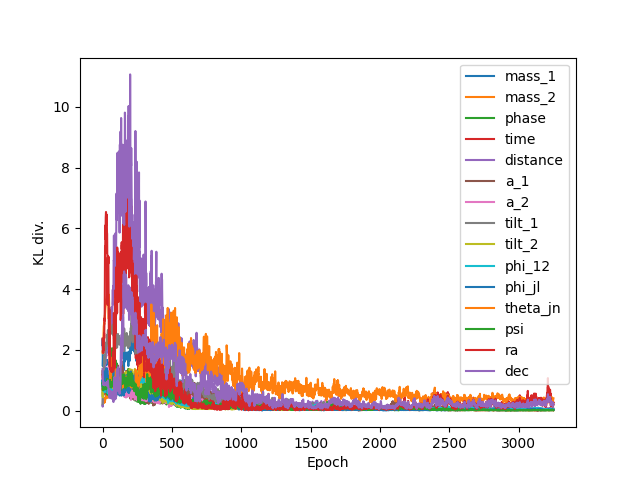 10
8
6
4
2
0
KL div.
0
500
1000
1500
2000
2500
3000
Epoch
mass_1
mass_2
phase
time
distance
a_1
a_2
tilt_1
tilt_2
phi_12
phi_jl
theta_jn
psi
ra
dec